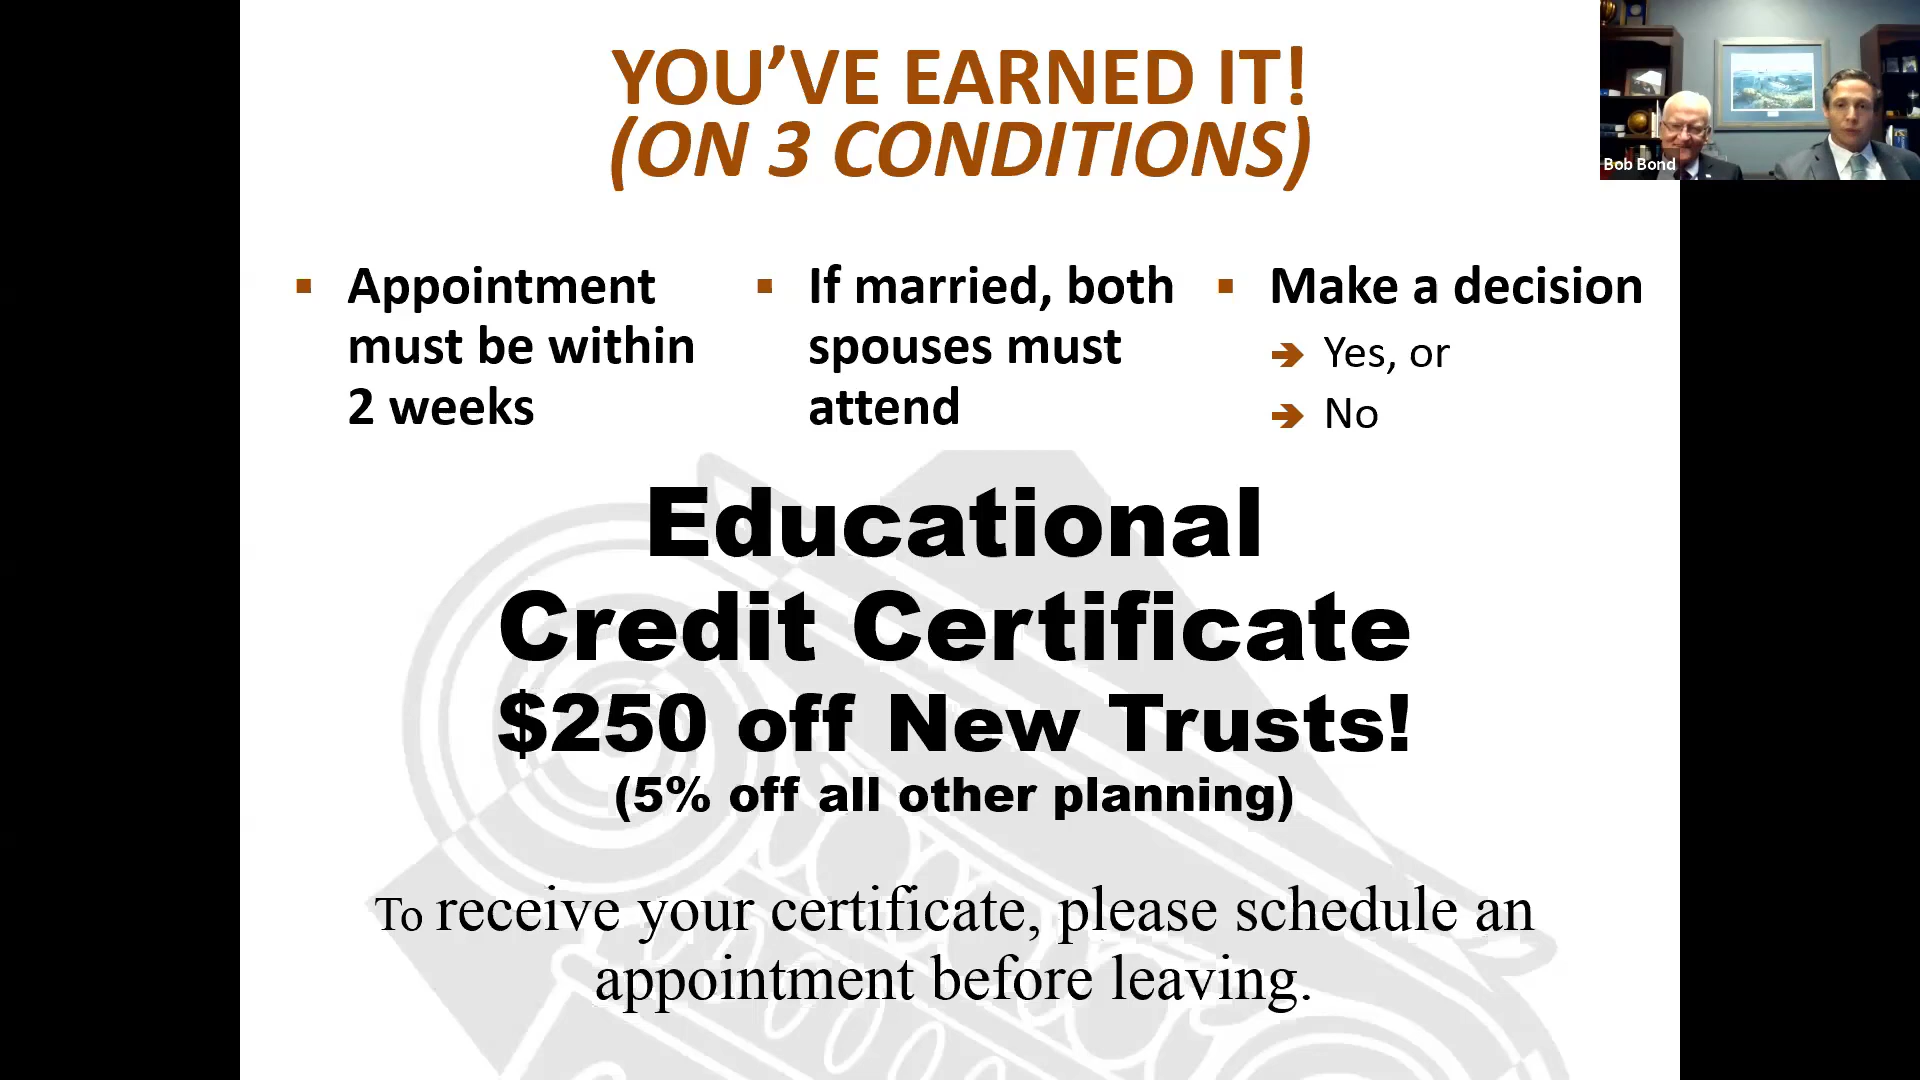 YOU’VE EARNED IT!
(ON 3 CONDITIONS)
Appointment
must be within
2 weeks
If married, both
spouses must
attend
Make a decision
Yes, or
No
Educational
Credit Certificate
$250 off New Trusts!
(5% off all other planning)
To receive your certificate, please schedule an
appointment before leaving.
Bob Bond